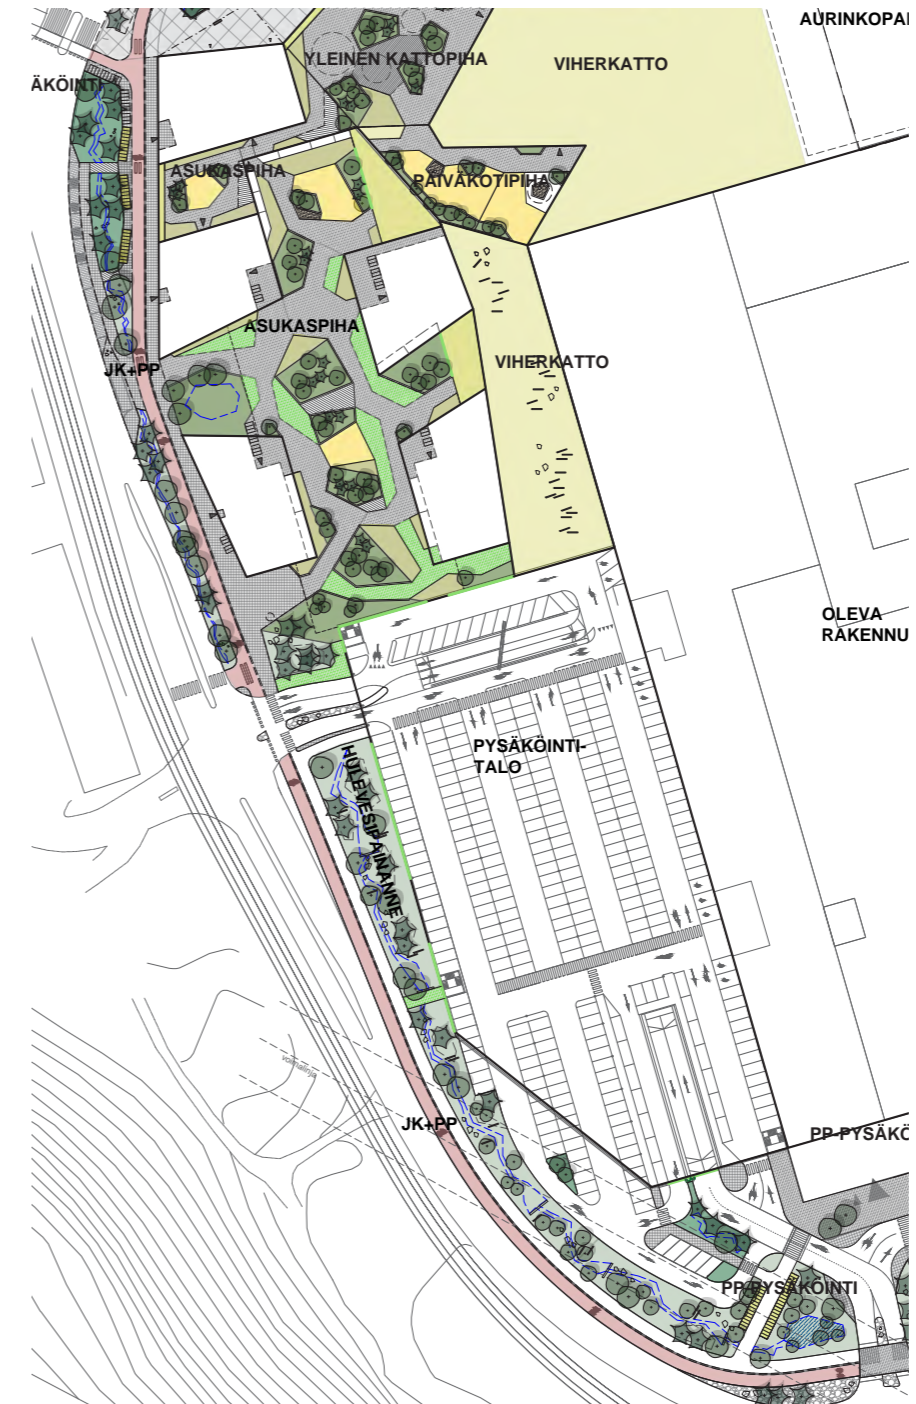 AURINKOPA
YLEINEN KATTOPIHA
VIHERKATTO
ÄKÖINTI
ASUKASPIHA
PÄIVÄKOTIPIHA
ASUKASPIHA
VIHERKATTO
JK+PP
OLEVA
RAKENNU
PYSÄKÖINTI-
TALO
HULEVESIPAINANNE
voimalinja
JK+PP
PP-PYSÄKÖ
PP-PYSÄKÖINTI